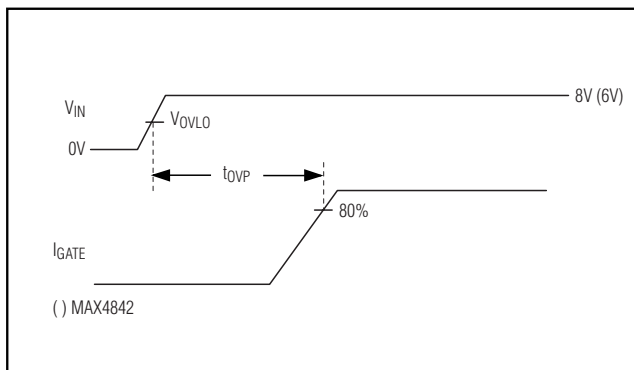 8V (6V)
VIN
VOVLO
0V
tOVP
80%
IGATE
( ) MAX4842